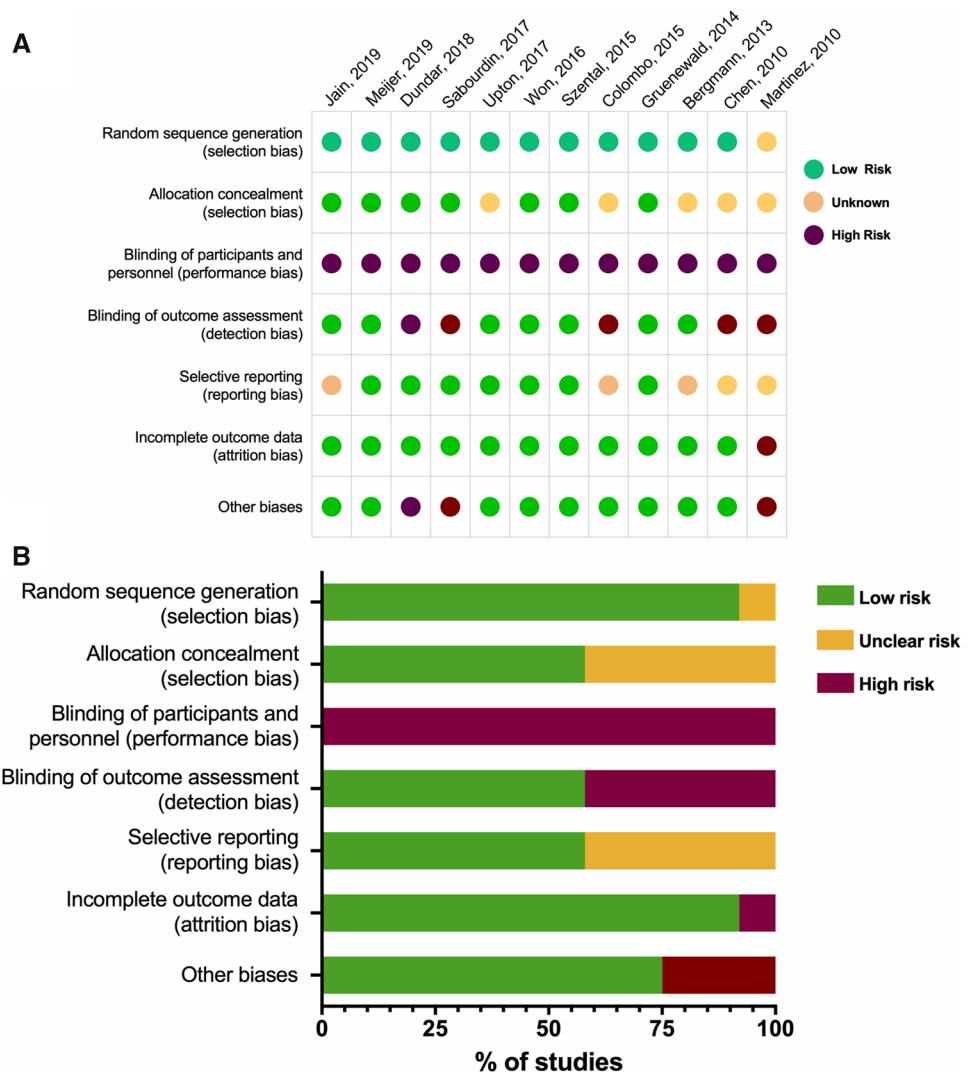 A
Jain, 2019
Meijer, 2019
Dundar, 2018
Sabourdin, 2017
Upton, 2017
Won, 2016
Szental, 2015
Colombo, 2015
Gruenewald, 2014
Bergmann, 2013
Chen, 2010
Martinez, 2010
Random sequence generation
(selection bias)
Allocation concealment
(selection bias)
Blinding of participants and
personnel (performance bias)
Blinding of outcome assessment
(detection bias)
Selective reporting
(reporting bias)
Incomplete outcome data
(attrition bias)
Other biases
Low Risk
Unknown
High Risk
B
Random sequence generation
(selection bias)
Allocation concealment
(selection bias)
Blinding of participants and
personnel (performance bias)
Blinding of outcome assessment
(detection bias)
Selective reporting
(reporting bias)
Incomplete outcome data
(attrition bias)
Other biases
Low risk
Unclear risk
High risk
0 25 50 75 100
% of studies